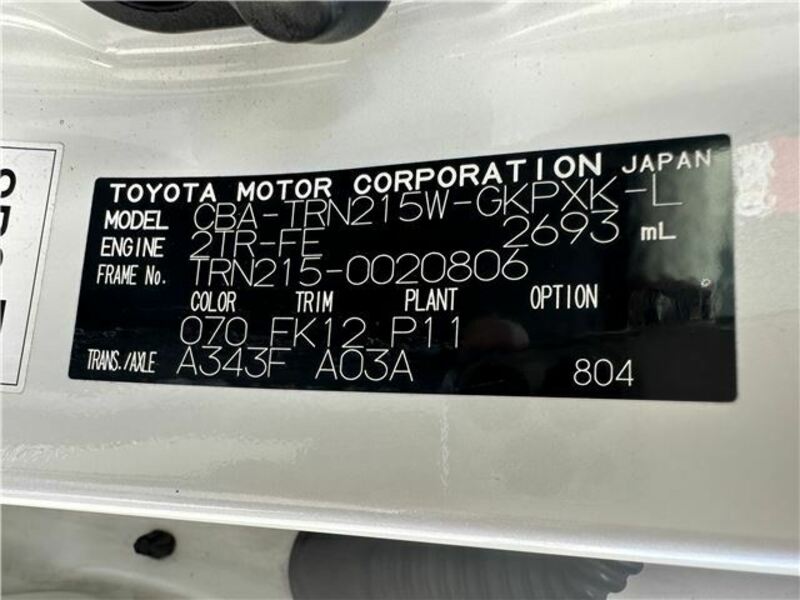 TOYOTA MOTOR CORPORATION JAPAN
MODEL CBA-TRN215W-GKPXK-L
ENGINE 2TR-FE 2693 mL
FRAME No. TRN215-0020806
COLOR TRIM PLANT OPTION
070 FK12 P11
TRANS./AXLE A343F A03A 804